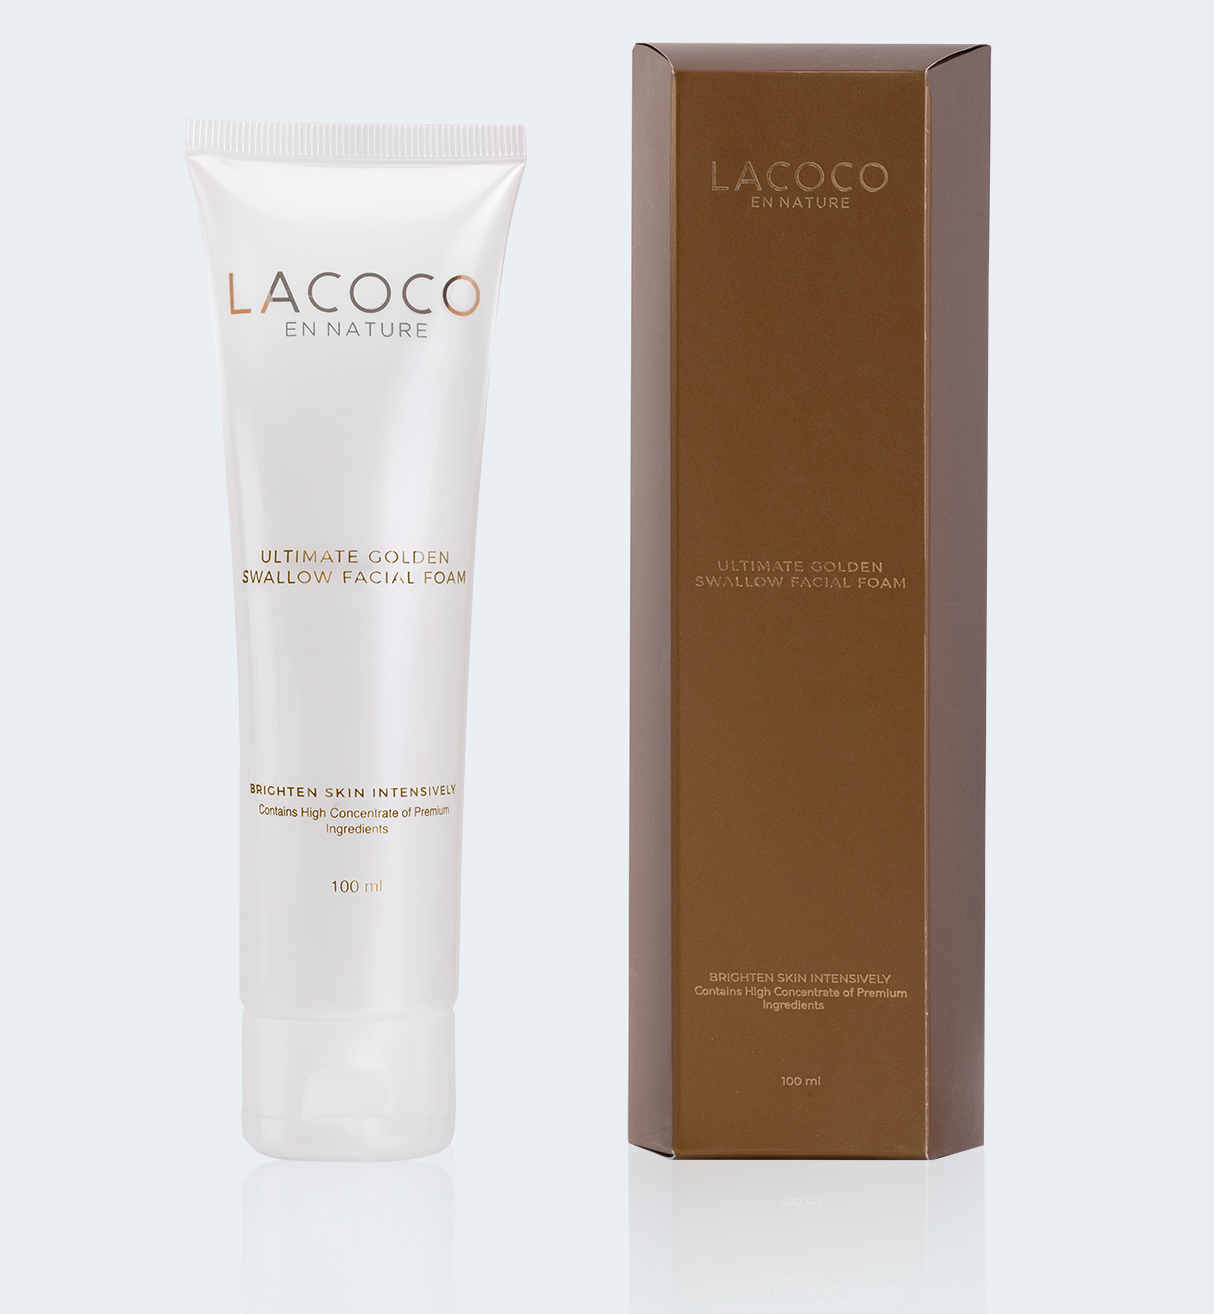 LACOCO
EN NATURE
ULTIMATE GOLDEN
SWALLOW FACIAL FOAM
BRIGHTEN SKIN INTENSIVELY
Contains High Concentrate of Premium
Ingredients
100 ml
LACOCO
EN NATURE
ULTIMATE GOLDEN
SWALLOW FACIAL FOAM
BRIGHTEN SKIN INTENSIVELY
Contains High Concentrate of Premium
Ingredients
100 ml